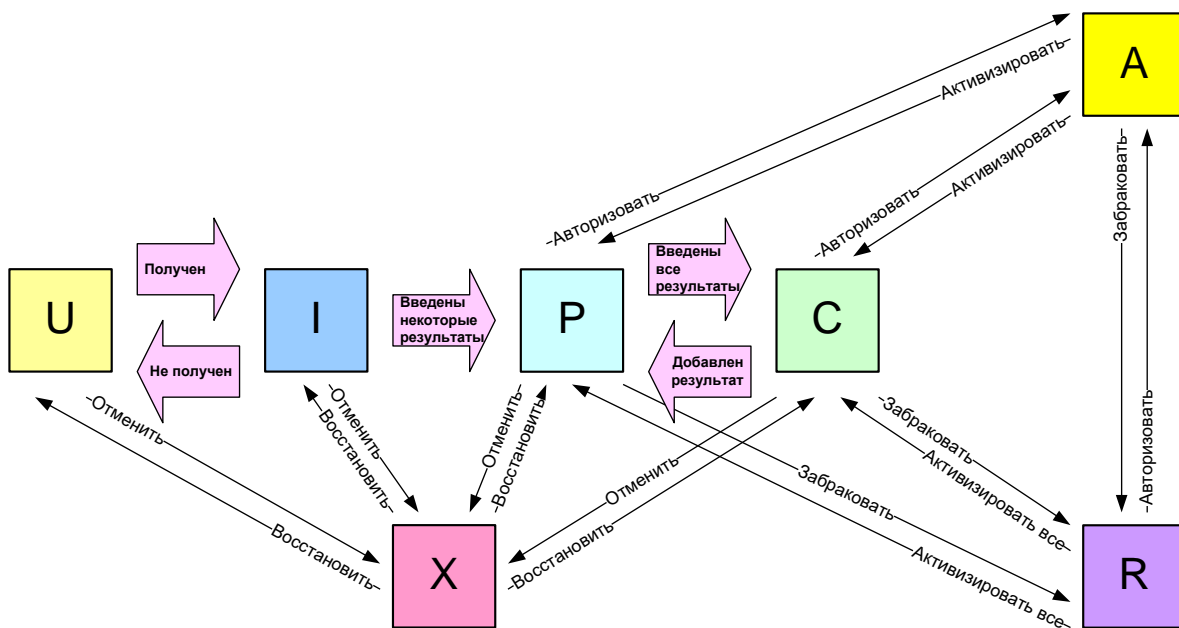 A
Активизировать
Авторизовать
Авторизовать
Активизировать
Забраковать
Авторизовать
Получен
Введены
все
результаты
U
I
P
C
Введены
некоторые
результаты
Не получен
Добавлен
результат
Отменить
Восстановить
Отменить
Восстановить
Отменить
Восстановить
Отменить
Восстановить
Забраковать
Активизировать все
Забраковать
Активизировать все
X
R